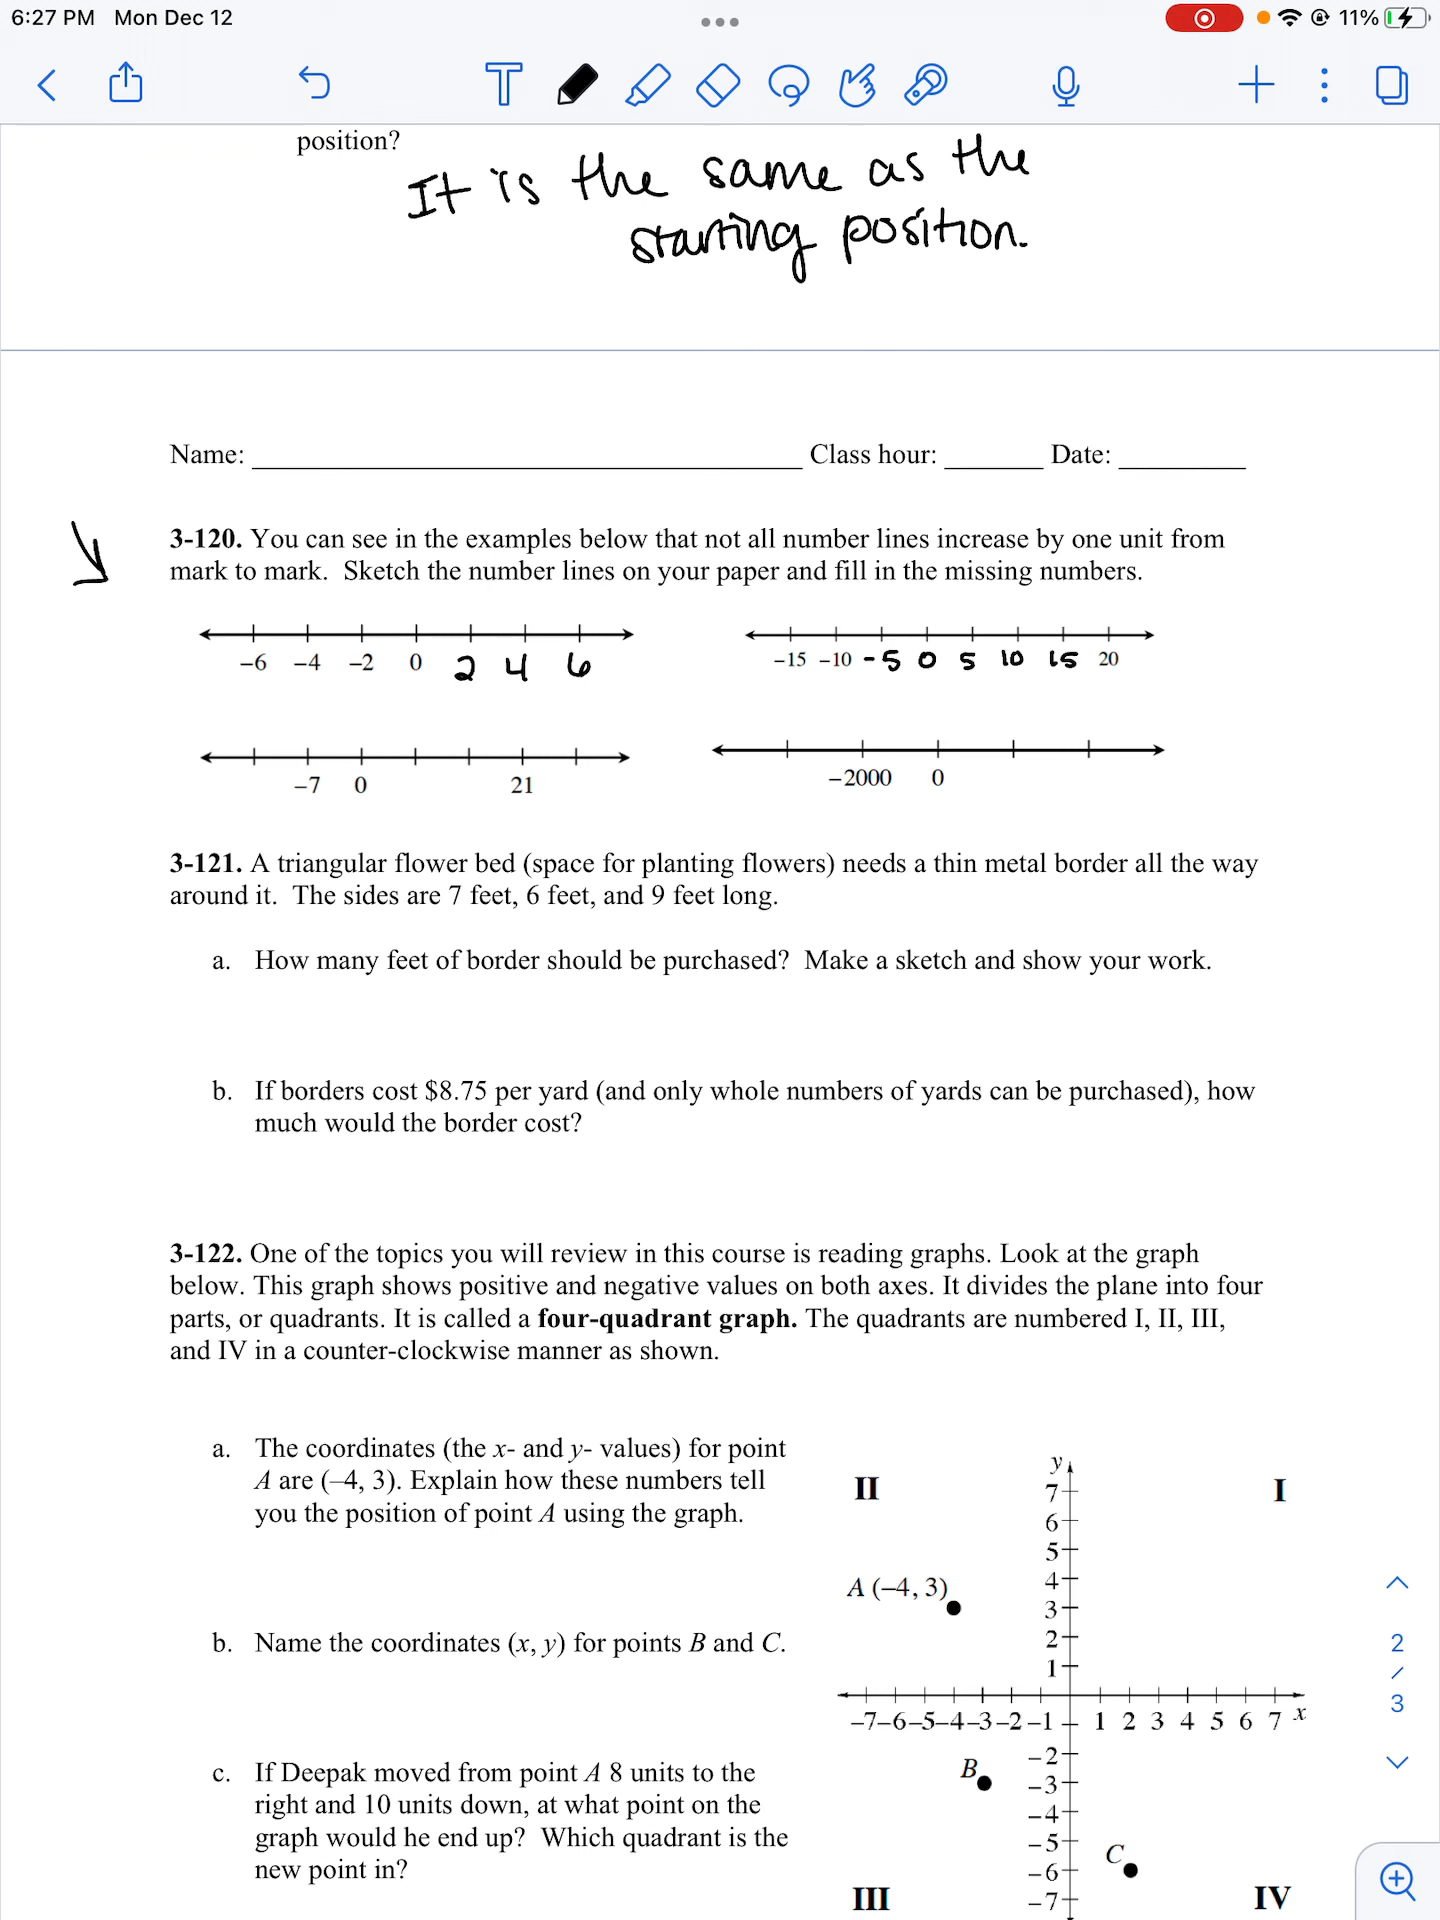 6:27 PM Mon Dec 12
11%
position?
It is the same as the
starting position.
Name: Class hour: Date:
3-120. You can see in the examples below that not all number lines increase by one unit from
mark to mark. Sketch the number lines on your paper and fill in the missing numbers.
–6 –4 –2 0 2 4 6
–15 –10 -5 0 5 10 15 20
–7 0 21
–2000 0
3-121. A triangular flower bed (space for planting flowers) needs a thin metal border all the way
around it. The sides are 7 feet, 6 feet, and 9 feet long.
a. How many feet of border should be purchased? Make a sketch and show your work.
b. If borders cost $8.75 per yard (and only whole numbers of yards can be purchased), how
much would the border cost?
3-122. One of the topics you will review in this course is reading graphs. Look at the graph
below. This graph shows positive and negative values on both axes. It divides the plane into four
parts, or quadrants. It is called a four-quadrant graph. The quadrants are numbered I, II, III,
and IV in a counter-clockwise manner as shown.
a. The coordinates (the x- and y- values) for point
A are (–4, 3). Explain how these numbers tell
you the position of point A using the graph.
b. Name the coordinates (x, y) for points B and C.
c. If Deepak moved from point A 8 units to the
right and 10 units down, at what point on the
graph would he end up? Which quadrant is the
new point in?
y
II
I
7
6
5
4
A (–4, 3)
3
2
1
–7 –6 –5 –4 –3 –2 –1 1 2 3 4 5 6 7 x
–2
B
–3
–4
–5
C
–6
–7
III
IV
2
/
3